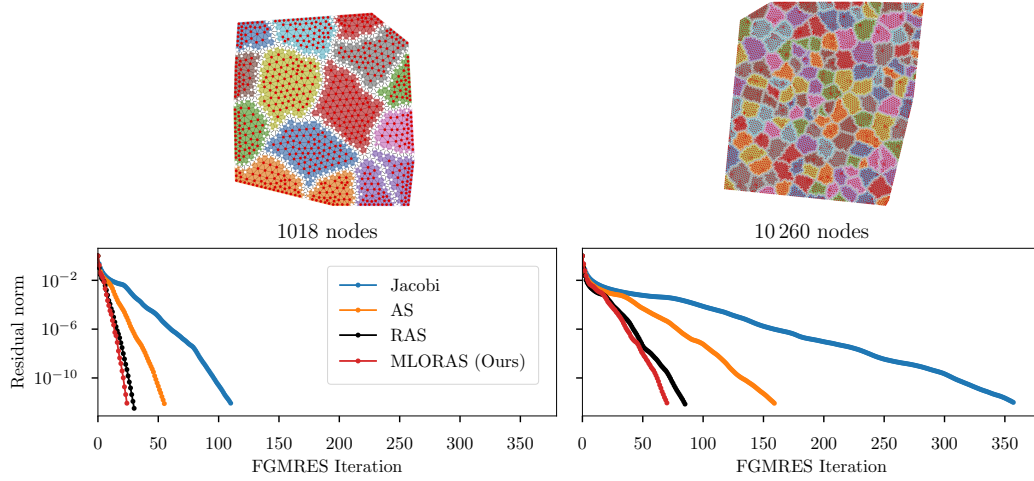 1018 nodes
10 260 nodes
Residual norm
10⁻²
10⁻⁶
10⁻¹⁰
Jacobi
AS
RAS
MLORAS (Ours)
0 50 100 150 200 250 300 350
FGMRES Iteration
0 50 100 150 200 250 300 350
FGMRES Iteration